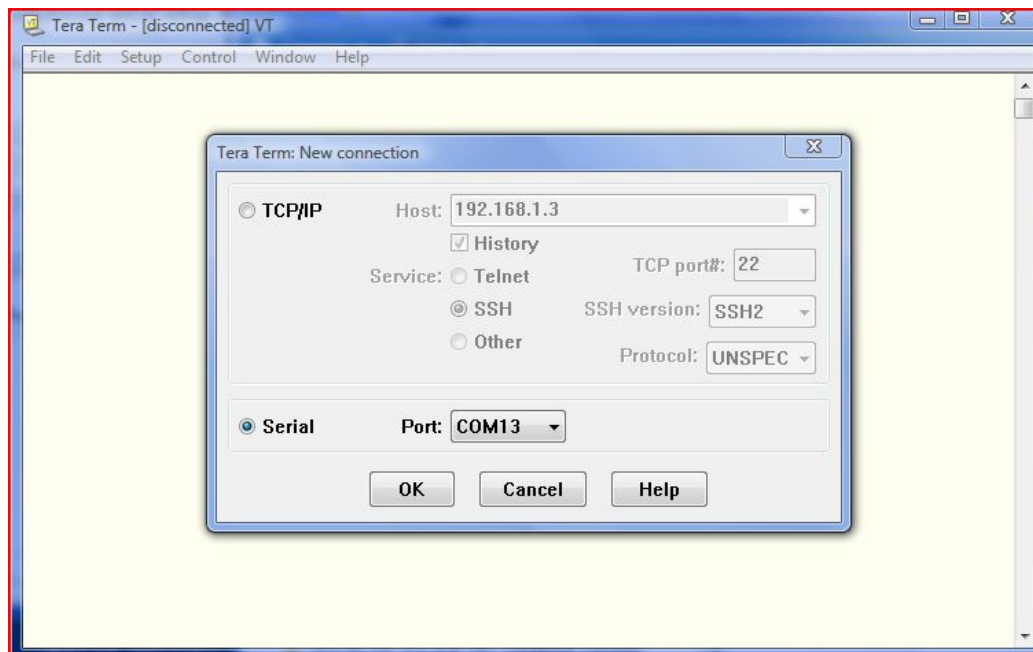 Tera Term - [disconnected] VT
File Edit Setup Control Window Help
Tera Term: New connection
TCP/IP Host: 192.168.1.3
History
Service: Telnet TCP port#: 22
SSH SSH version: SSH2
Other Protocol: UNSPEC
Serial Port: COM13
OK Cancel Help